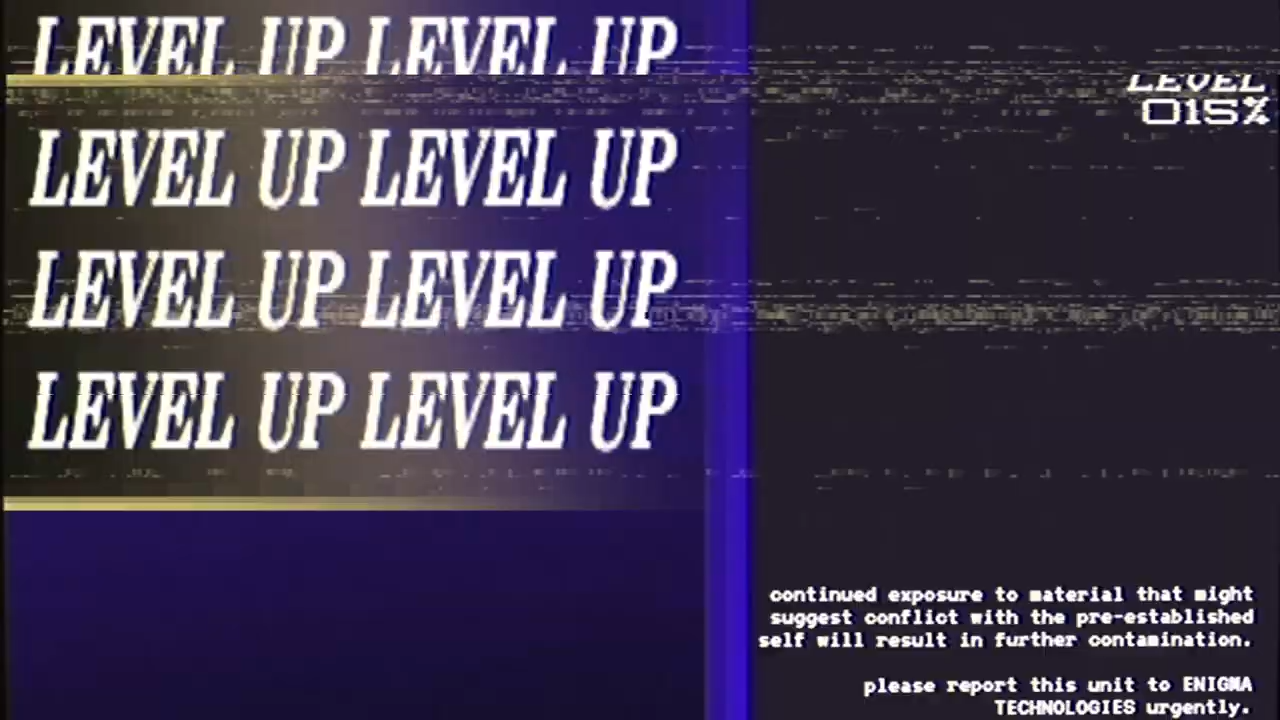 LEVEL UP LEVEL UP
LEVEL UP LEVEL UP
LEVEL UP LEVEL UP
LEVEL UP LEVEL UP
LEVEL
015%
continued exposure to material that might
suggest conflict with the pre-established
self will result in further contamination.
please report this unit to ENIGMA
TECHNOLOGIES urgently.